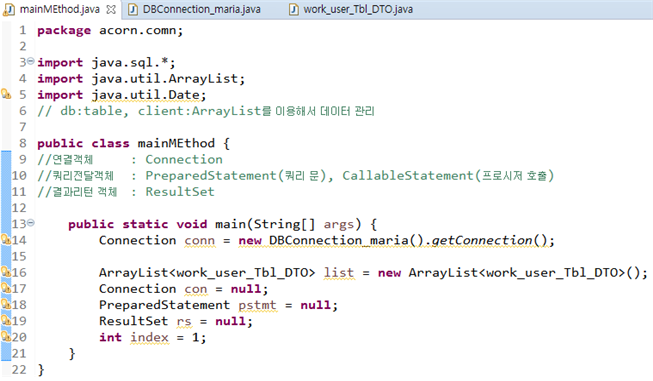 mainMEthod.java DBConnection_maria.java work_user_Tbl_DTO.java
1 package acorn.comn;
2
3 import java.sql.*;
4 import java.util.ArrayList;
5 import java.util.Date;
6 // db:table, client:ArrayList를 이용해서 데이터 관리
7
8 public class mainMEthod {
9 //연결객체 : Connection
10 //쿼리전달객체 : PreparedStatement(쿼리 문), CallableStatement(프로시저 호출)
11 //결과리턴 객체 : ResultSet
12
13 public static void main(String[] args) {
14 Connection conn = new DBConnection_maria().getConnection();
15
16 ArrayList<work_user_Tbl_DTO> list = new ArrayList<work_user_Tbl_DTO>();
17 Connection con = null;
18 PreparedStatement pstmt = null;
19 ResultSet rs = null;
20 int index = 1;
21 }
22 }